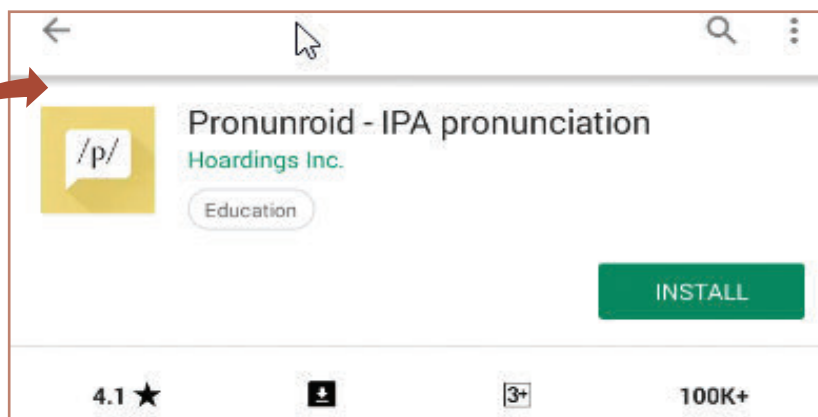 /p/
Pronunroid - IPA pronunciation
Hoardings Inc.
Education
INSTALL
4.1 ★
3+
100K+